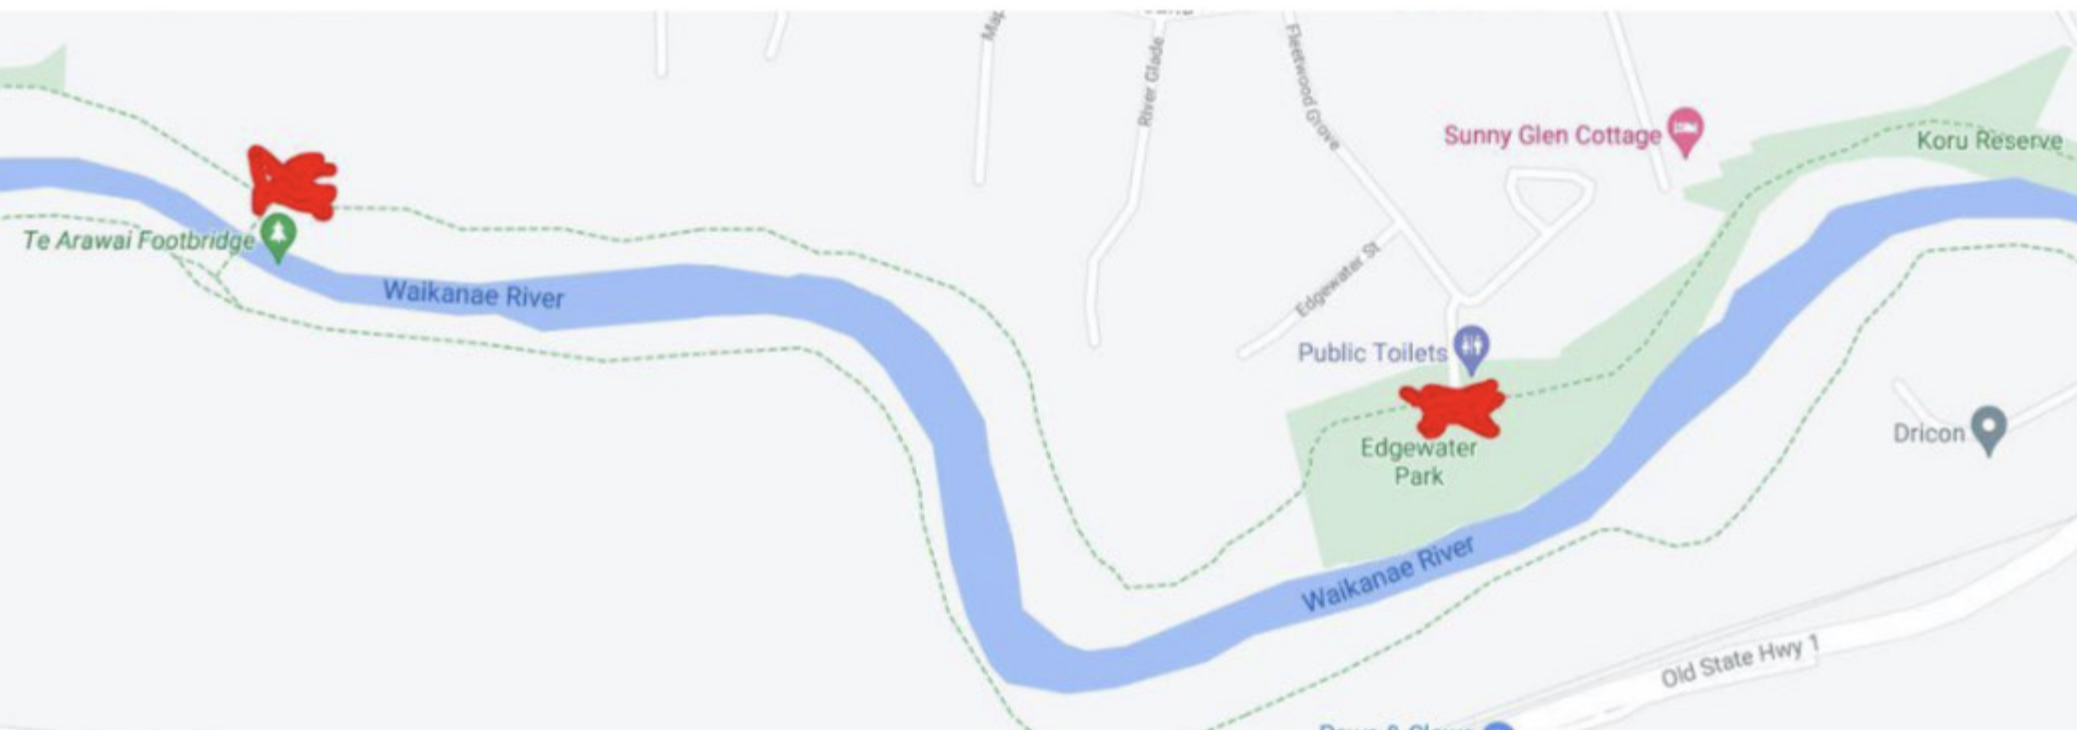 River Glade
Fleetwood Grove
Sunny Glen Cottage
Koru Reserve
Te Arawai Footbridge
Edgewater St
Waikanae River
Public Toilets
Dricon
Edgewater
Park
Waikanae River
Old State Hwy 1